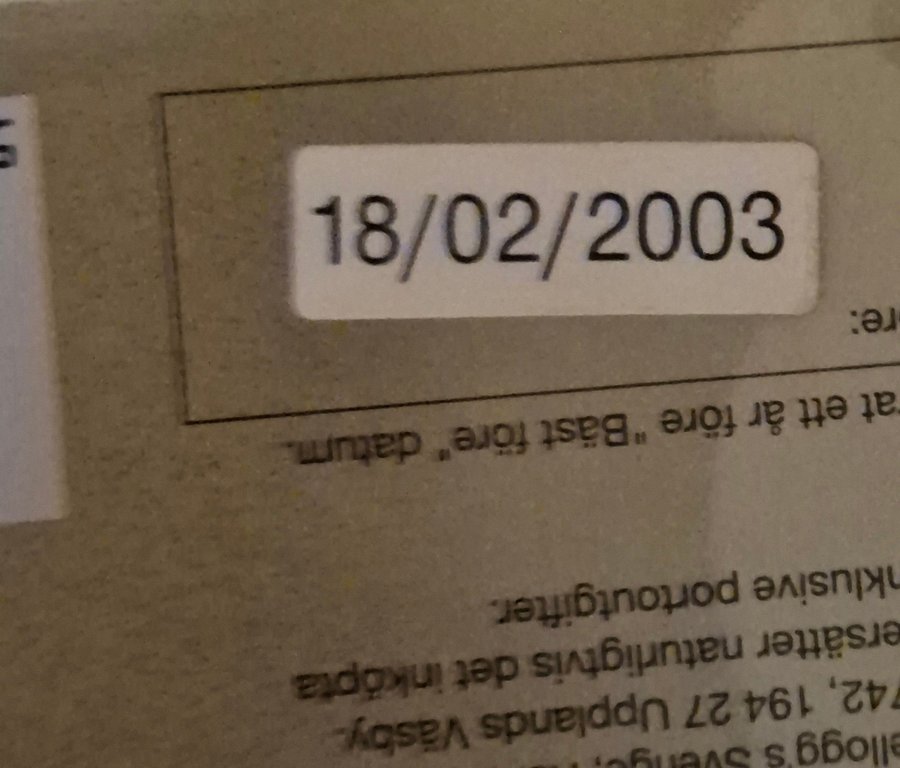 18/02/2003
ellogg's Sverige,
742, 194 27 Upplands Väsby.
ersätter naturligtvis det inköpta
nklusive portoutgifter.
rat ett år före "Bäst före" datum.
re: